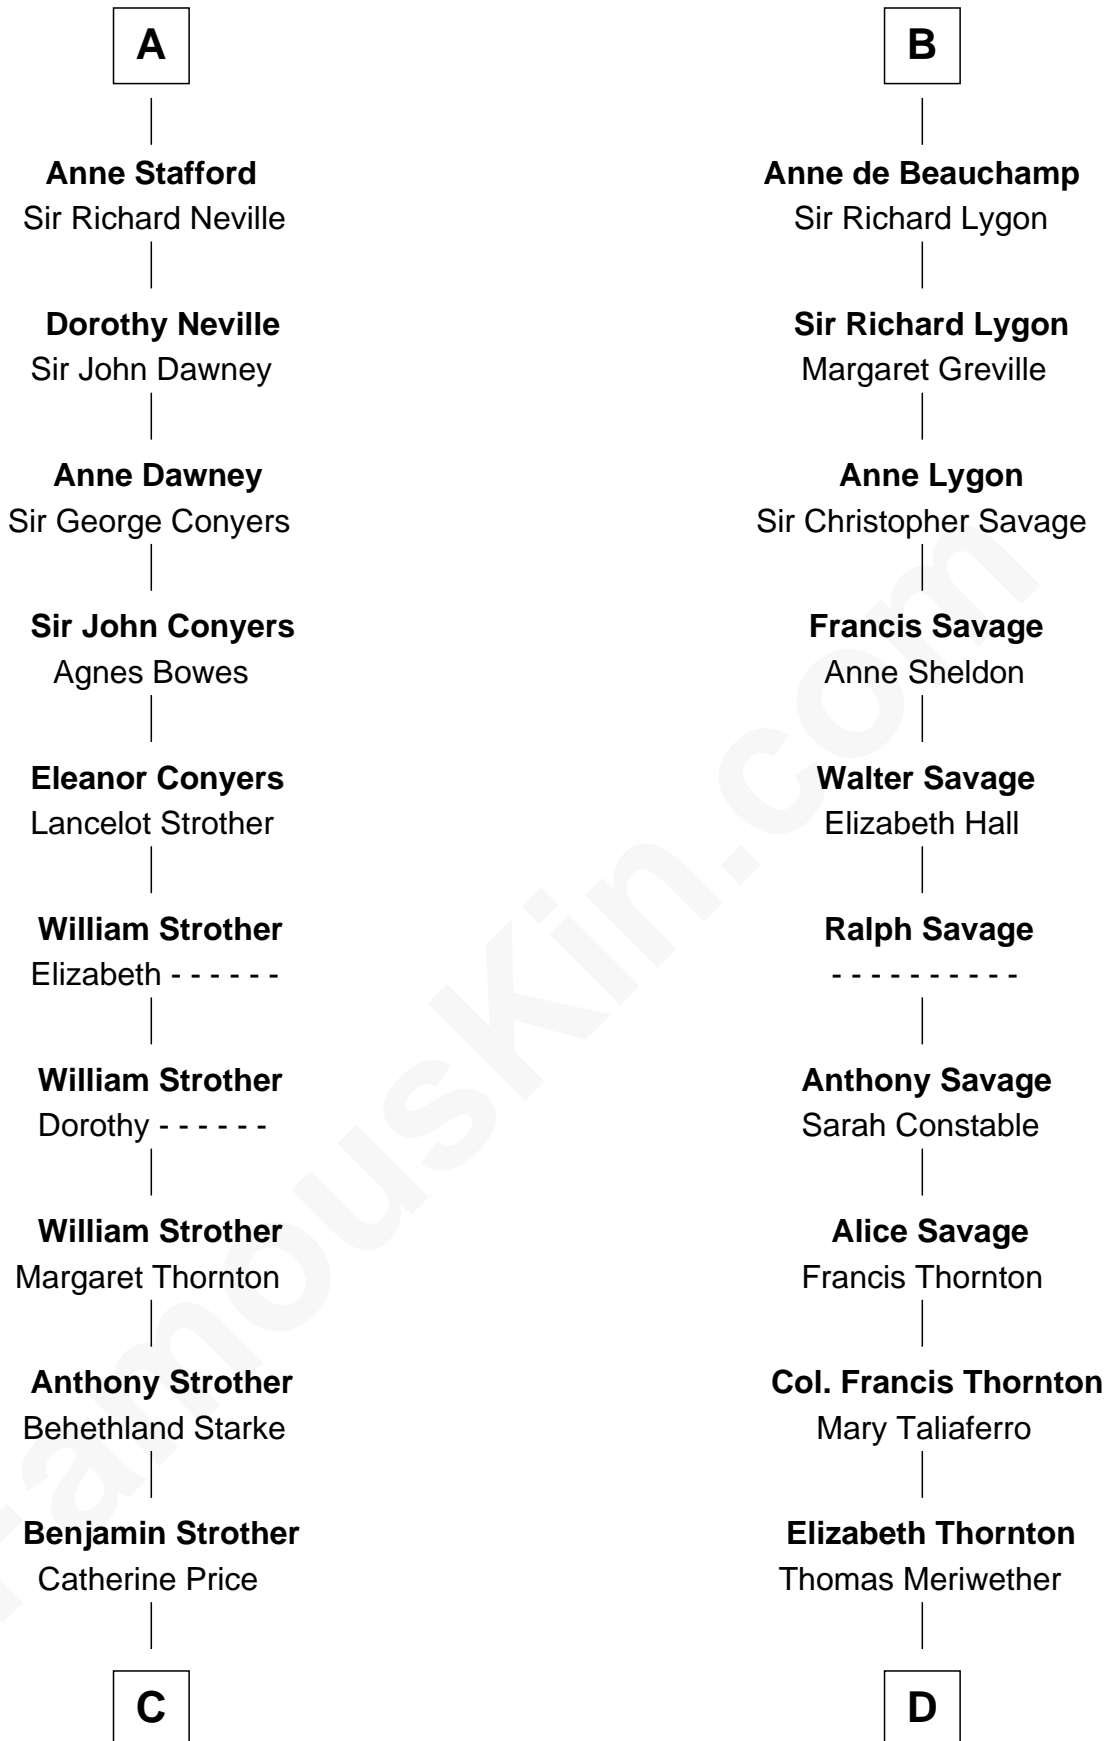 A
Anne Stafford
Sir Richard Neville
Dorothy Neville
Sir John Dawney
Anne Dawney
Sir George Conyers
Sir John Conyers
Agnes Bowes
Eleanor Conyers
Lancelot Strother
William Strother
Elizabeth - - - - - -
William Strother
Dorothy - - - - - -
William Strother
Margaret Thornton
Anthony Strother
Behethland Starke
Benjamin Strother
Catherine Price
C
B
Anne de Beauchamp
Sir Richard Lygon
Sir Richard Lygon
Margaret Greville
Anne Lygon
Sir Christopher Savage
Francis Savage
Anne Sheldon
Walter Savage
Elizabeth Hall
Ralph Savage
- - - - - - - - - -
Anthony Savage
Sarah Constable
Alice Savage
Francis Thornton
Col. Francis Thornton
Mary Taliaferro
Elizabeth Thornton
Thomas Meriwether
D
FamousKin.com